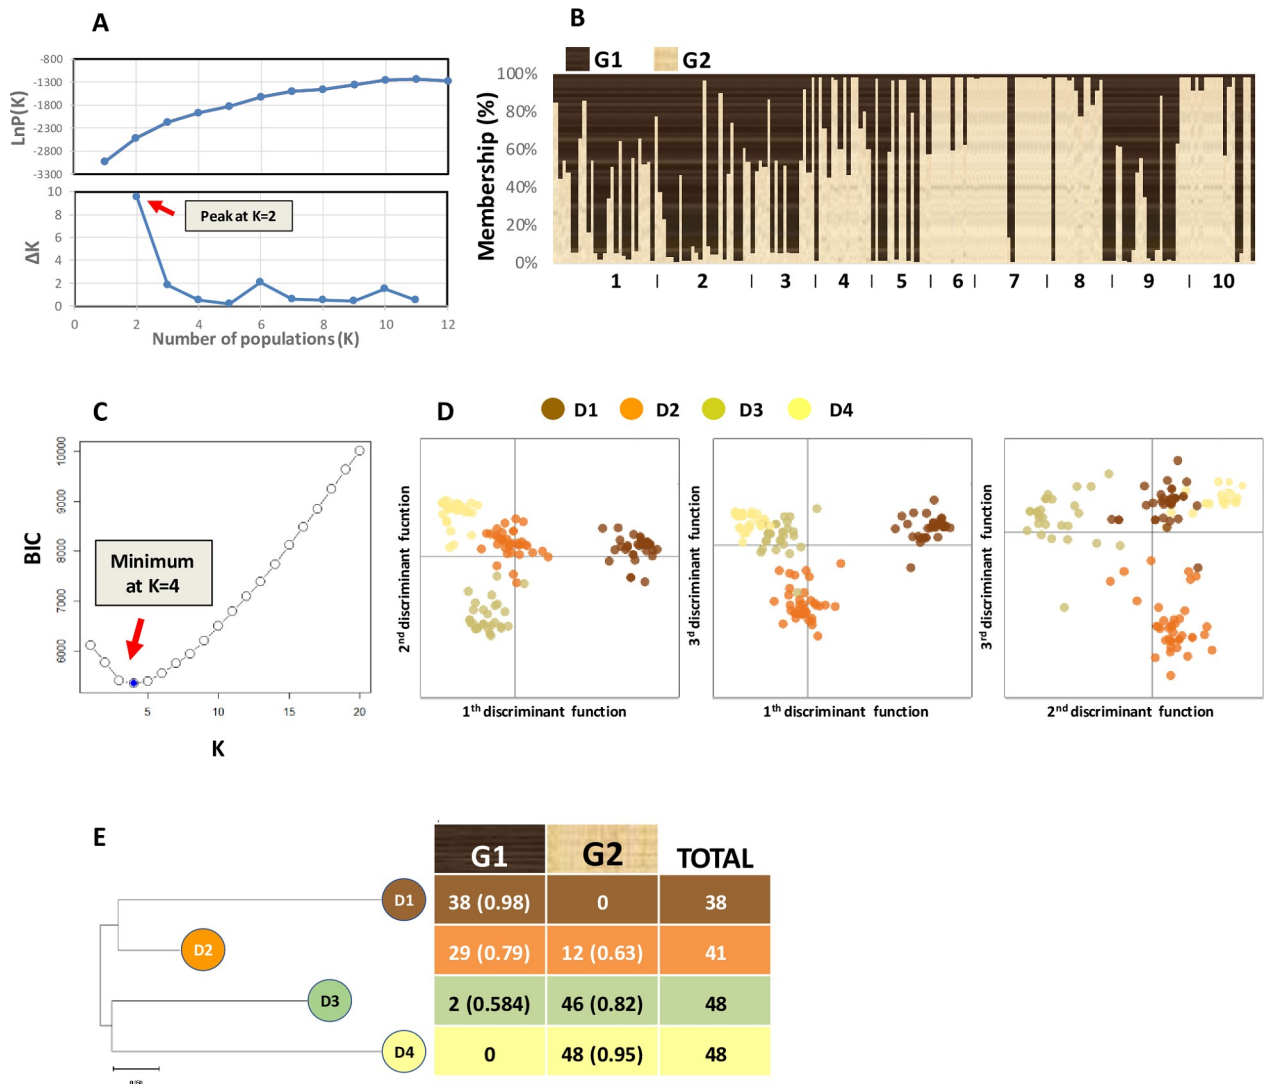 A
-800
-1300
-1800
-2300
-2800
-3300
LnP(K)
10
8
6
4
2
0
ΔK
Peak at K=2
0 2 4 6 8 10 12
Number of populations (K)
B
G1 G2
100%
80%
60%
40%
20%
0%
Membership (%)
1 2 3 4 5 6 7 8 9 10
C
10000
9000
8000
7000
6000
BIC
Minimum
at K=4
5 10 15 20
K
D
D1 D2 D3 D4
2nd discriminant fucntion
1th discriminant function
3d discriminant function
1th discriminant function
3rd discriminant function
2nd discriminant function
E
G1 G2 TOTAL
D1 38 (0.98) 0 38
D2 29 (0.79) 12 (0.63) 41
D3 2 (0.584) 46 (0.82) 48
D4 0 48 (0.95) 48